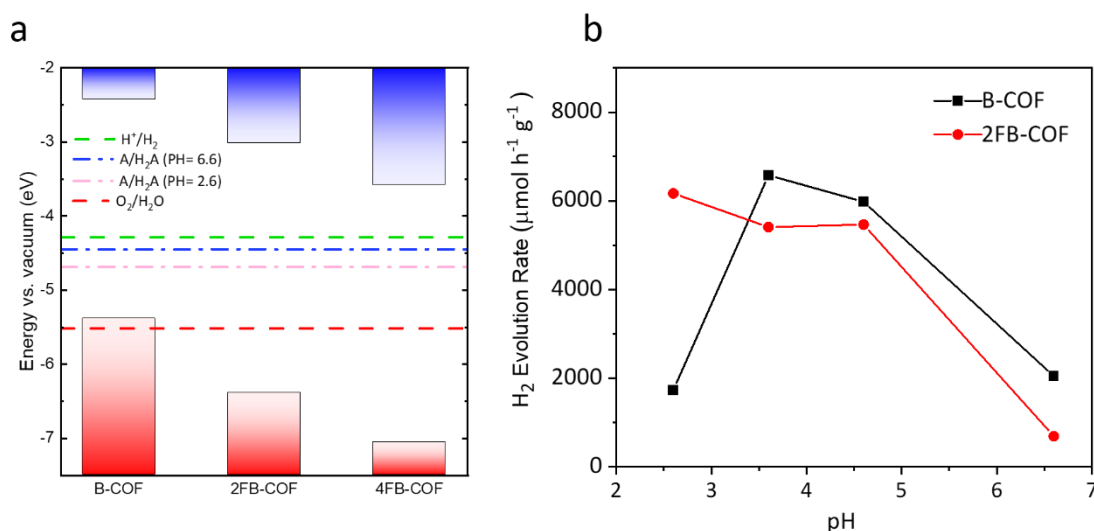 a
Energy vs. vacuum (eV)
-2
-3
-4
-5
-6
-7
H⁺/H₂
A/H₂A (PH= 6.6)
A/H₂A (PH= 2.6)
O₂/H₂O
B-COF
2FB-COF
4FB-COF
b
H₂ Evolution Rate (μmol h⁻¹ g⁻¹)
8000
6000
4000
2000
0
B-COF
2FB-COF
2
3
4
5
6
7
pH